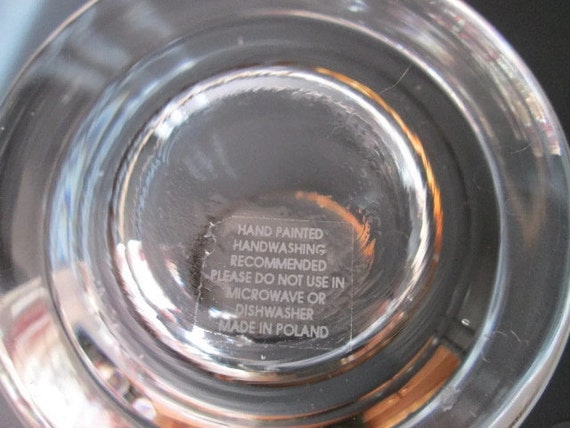 HAND PAINTED
HANDWASHING
RECOMMENDED
PLEASE DO NOT USE IN
MICROWAVE OR
DISHWASHER
MADE IN POLAND